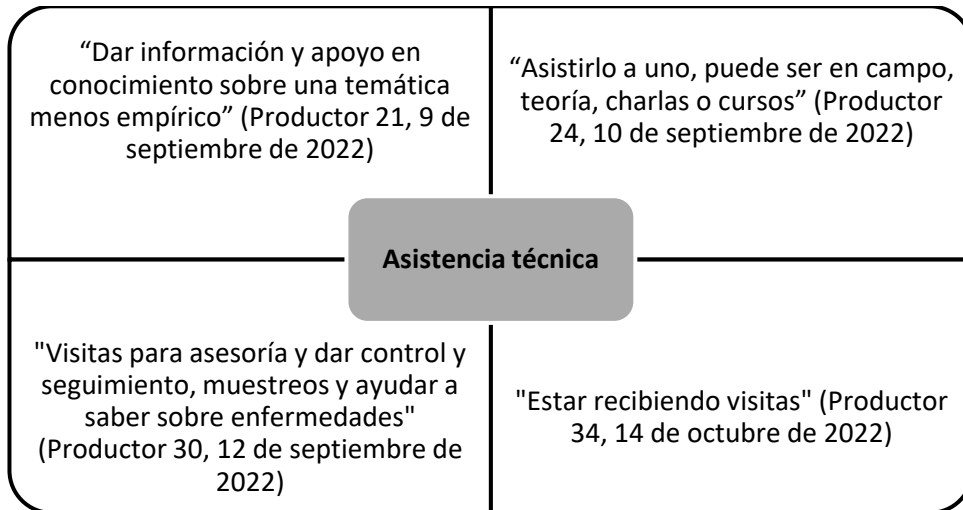 “Dar información y apoyo en
conocimiento sobre una temática
menos empírico” (Productor 21, 9 de
septiembre de 2022)
“Asistirlo a uno, puede ser en campo,
teoría, charlas o cursos” (Productor
24, 10 de septiembre de 2022)
Asistencia técnica
"Visitas para asesoría y dar control y
seguimiento, muestreos y ayudar a
saber sobre enfermedades"
(Productor 30, 12 de septiembre de
2022)
"Estar recibiendo visitas" (Productor
34, 14 de octubre de 2022)